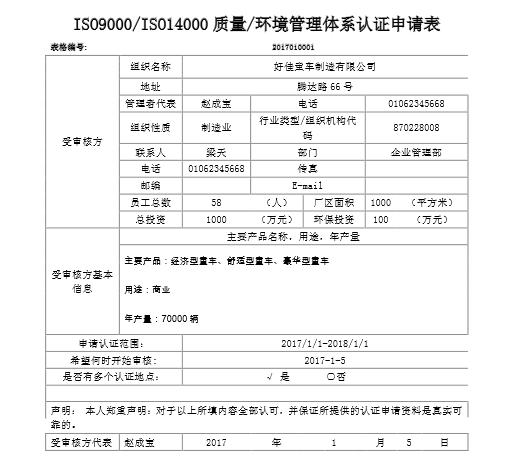 ISO9000/ISO14000 质量/环境管理体系认证申请表
表格编号: 2017010001
受审核方
组织名称 好佳童车制造有限公司
地址 腾达路 66 号
管理者代表 赵成宝 电话 01062345668
组织性质 制造业 行业类型/组织机构代
码 870228008
联系人 梁天 部门 企业管理部
电话 01062345668 传真
邮编 E-mail
员工总数 58 （人） 厂区面积 1000 （平方米）
总投资 1000 （万元） 环保投资 100 （万元）
受审核方基本
信息
主要产品名称，用途，年产量
主要产品：经济型童车、舒适型童车、豪华型童车
用途：商业
年产量：70000 辆
申请认证范围： 2017/1/1-2018/1/1
希望何时开始审核： 2017-1-5
是否有多个认证地点： √ 是 ○否
声明： 本人郑重声明：对于以上所填内容全部认可，并保证所提供的认证申请资料是真实可
靠的。
受审核方代表 赵成宝 2017 年 1 月 5 日